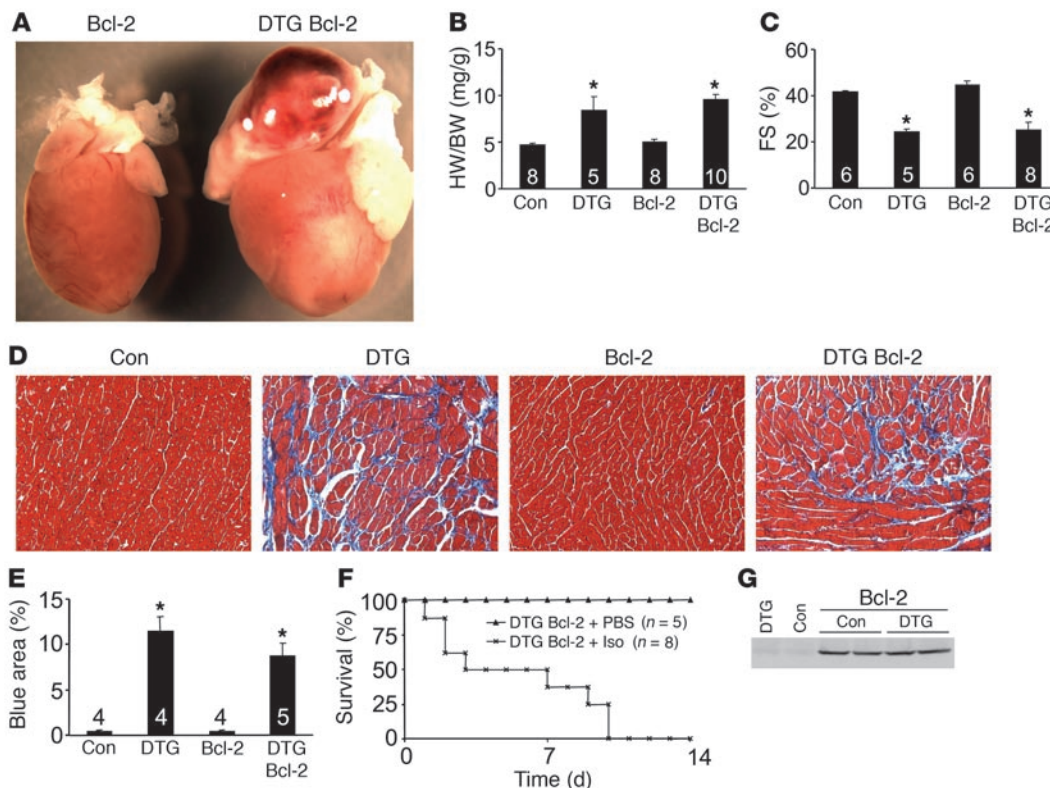 A
Bcl-2
DTG Bcl-2
B
HW/BW (mg/g)
15
10
5
0
8
5
8
10
Con
DTG
Bcl-2
DTG
Bcl-2
C
FS (%)
60
40
20
0
6
5
6
8
*
*
*
*
Con
DTG
Bcl-2
DTG
Bcl-2
D
Con
DTG
Bcl-2
DTG Bcl-2
E
Blue area (%)
15
10
5
0
4
4
4
5
*
*
Con
DTG
Bcl-2
DTG
Bcl-2
F
Survival (%)
100
75
50
25
0
DTG Bcl-2 + PBS (n = 5)
DTG Bcl-2 + Iso (n = 8)
0
7
14
Time (d)
G
DTG
Con
Bcl-2
Con
DTG